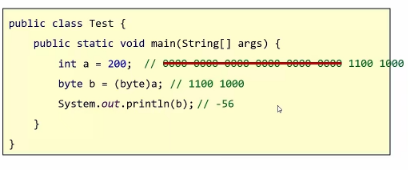 public class Test {
public static void main(String[] args) {
int a = 200; // 0000 0000 0000 0000 0000 0000 1100 1000
byte b = (byte)a; // 1100 1000
System.out.println(b); // -56
}
}